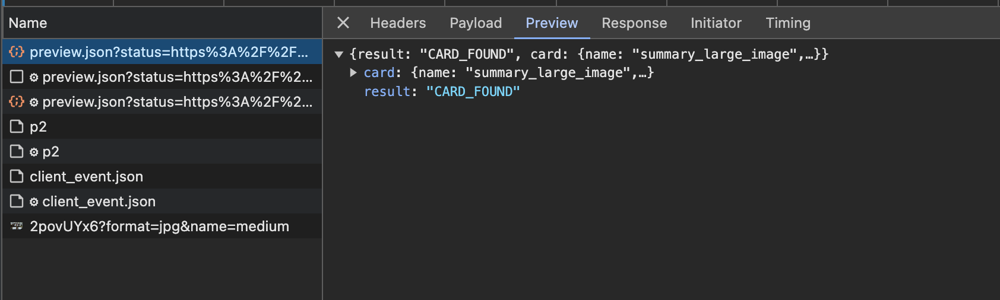 Name
preview.json?status=https%3A%2F%2F...
preview.json?status=https%3A%2F%2...
preview.json?status=https%3A%2F%2...
p2
p2
client_event.json
client_event.json
2povUYx6?format=jpg&name=medium
Headers Payload Preview Response Initiator Timing
{result: "CARD_FOUND", card: {name: "summary_large_image",…}}
card: {name: "summary_large_image",…}
result: "CARD_FOUND"